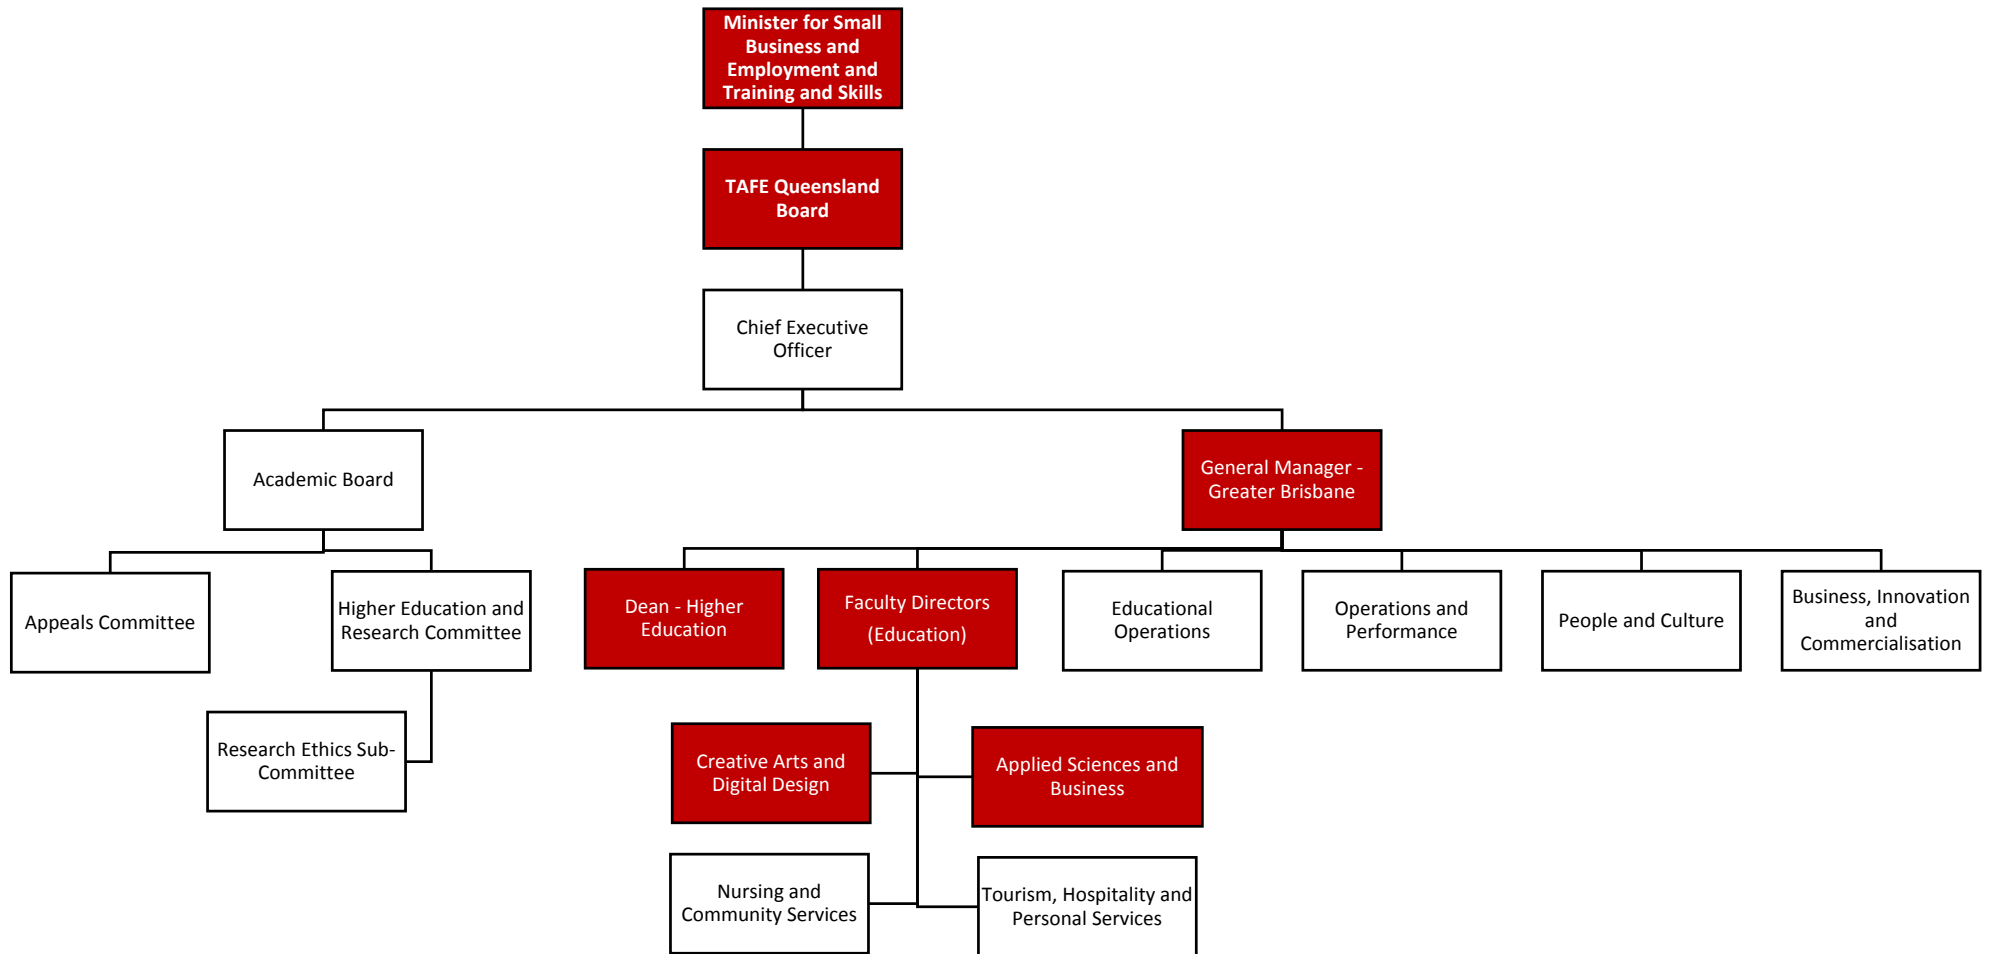 Minister for Small
Business and
Employment and
Training and Skills
TAFE Queensland
Board
Chief Executive
Officer
Academic Board
General Manager -
Greater Brisbane
Appeals Committee
Higher Education and
Research Committee
Dean - Higher
Education
Faculty Directors
(Education)
Educational
Operations
Operations and
Performance
People and Culture
Business, Innovation
and
Commercialisation
Research Ethics Sub-
Committee
Creative Arts and
Digital Design
Applied Sciences and
Business
Nursing and
Community Services
Tourism, Hospitality and
Personal Services